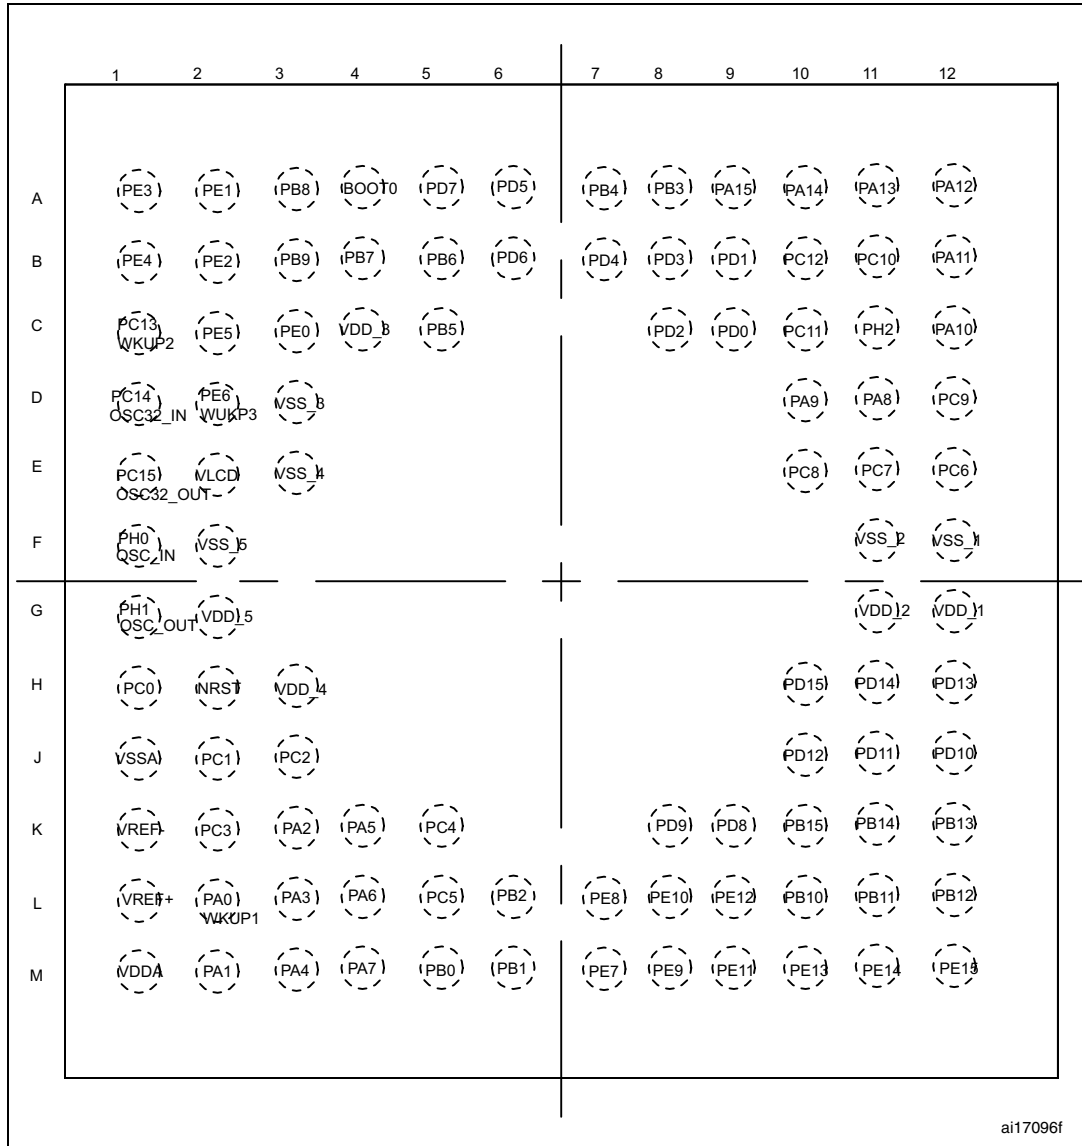 1 2 3 4 5 6 7 8 9 10 11 12
A PE3 PE1 PB8 BOOT0 PD7 PD5 PB4 PB3 PA15 PA14 PA13 PA12
B PE4 PE2 PB9 PB7 PB6 PD6 PD4 PD3 PD1 PC12 PC10 PA11
C PC13 PE5 PE0 VDD_3 PB5 PD2 PD0 PC11 PH2 PA10
WKUP2
D PC14 PE6 VSS_3 PA9 PA8 PC9
OSC32_IN WUKP3
E PC15 VLCD VSS_4 PC8 PC7 PC6
OSC32_OUT
F PH0 VSS_5 VSS_2 VSS_1
OSC_IN
G PH1 VDD_5 VDD_2 VDD_1
OSC_OUT
H PC0 NRST VDD_4 PD15 PD14 PD13
J VSSA PC1 PC2 PD12 PD11 PD10
K VREF- PC3 PA2 PA5 PC4 PD9 PD8 PB15 PB14 PB13
L VREF+ PA0 PA3 PA6 PC5 PB2 PE8 PE10 PE12 PB10 PB11 PB12
WKUP1
M VDDA PA1 PA4 PA7 PB0 PB1 PE7 PE9 PE11 PE13 PE14 PE15
ai17096f